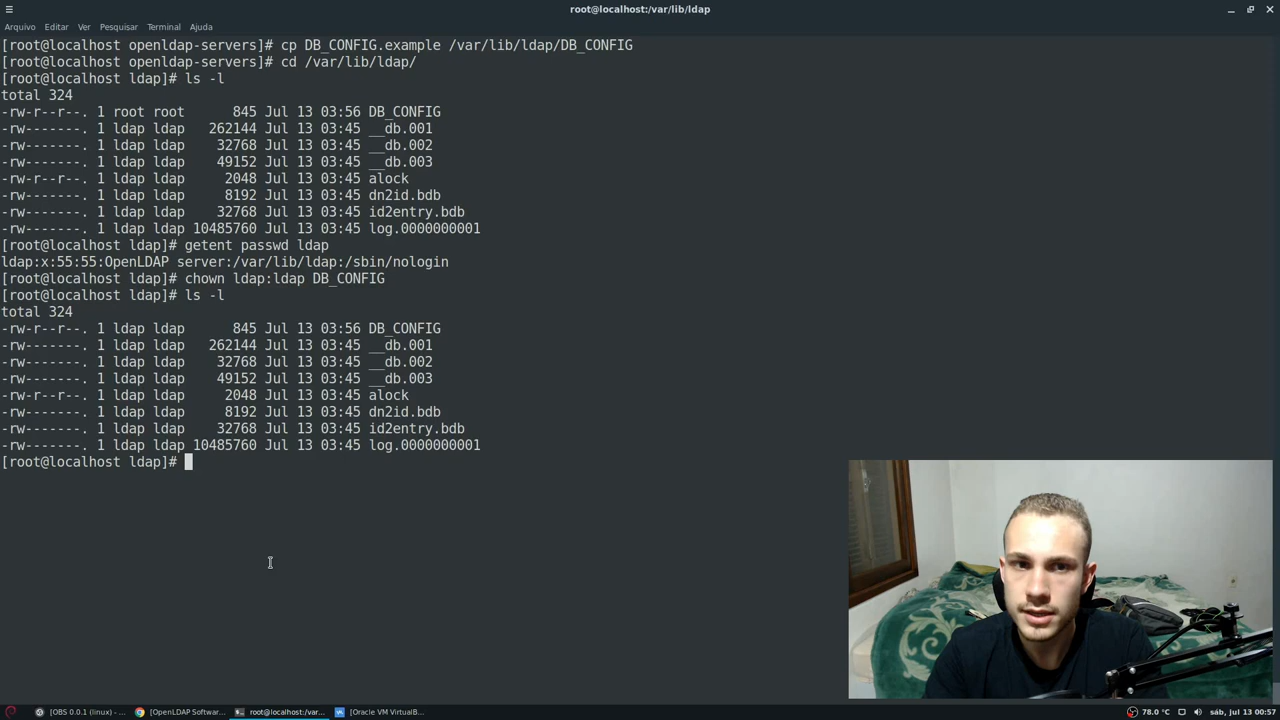 root@localhost:/var/lib/ldap
Arquivo Editar Ver Pesquisar Terminal Ajuda
[root@localhost openldap-servers]# cp DB_CONFIG.example /var/lib/ldap/DB_CONFIG
[root@localhost openldap-servers]# cd /var/lib/ldap/
[root@localhost ldap]# ls -l
total 324
-rw-r--r--. 1 root root      845 Jul 13 03:56 DB_CONFIG
-rw-------. 1 ldap ldap   262144 Jul 13 03:45 __db.001
-rw-------. 1 ldap ldap    32768 Jul 13 03:45 __db.002
-rw-------. 1 ldap ldap    49152 Jul 13 03:45 __db.003
-rw-r--r--. 1 ldap ldap     2048 Jul 13 03:45 alock
-rw-------. 1 ldap ldap     8192 Jul 13 03:45 dn2id.bdb
-rw-------. 1 ldap ldap    32768 Jul 13 03:45 id2entry.bdb
-rw-------. 1 ldap ldap 10485760 Jul 13 03:45 log.0000000001
[root@localhost ldap]# getent passwd ldap
ldap:x:55:55:OpenLDAP server:/var/lib/ldap:/sbin/nologin
[root@localhost ldap]# chown ldap:ldap DB_CONFIG
[root@localhost ldap]# ls -l
total 324
-rw-r--r--. 1 ldap ldap      845 Jul 13 03:56 DB_CONFIG
-rw-------. 1 ldap ldap   262144 Jul 13 03:45 __db.001
-rw-------. 1 ldap ldap    32768 Jul 13 03:45 __db.002
-rw-------. 1 ldap ldap    49152 Jul 13 03:45 __db.003
-rw-r--r--. 1 ldap ldap     2048 Jul 13 03:45 alock
-rw-------. 1 ldap ldap     8192 Jul 13 03:45 dn2id.bdb
-rw-------. 1 ldap ldap    32768 Jul 13 03:45 id2entry.bdb
-rw-------. 1 ldap ldap 10485760 Jul 13 03:45 log.0000000001
[root@localhost ldap]#
[OBS 0.0.1 (linux) - ... [OpenLDAP Softwar... root@localhost:/var... [Oracle VM VirtualB... 78.0 °C sáb, jul 13 00:57